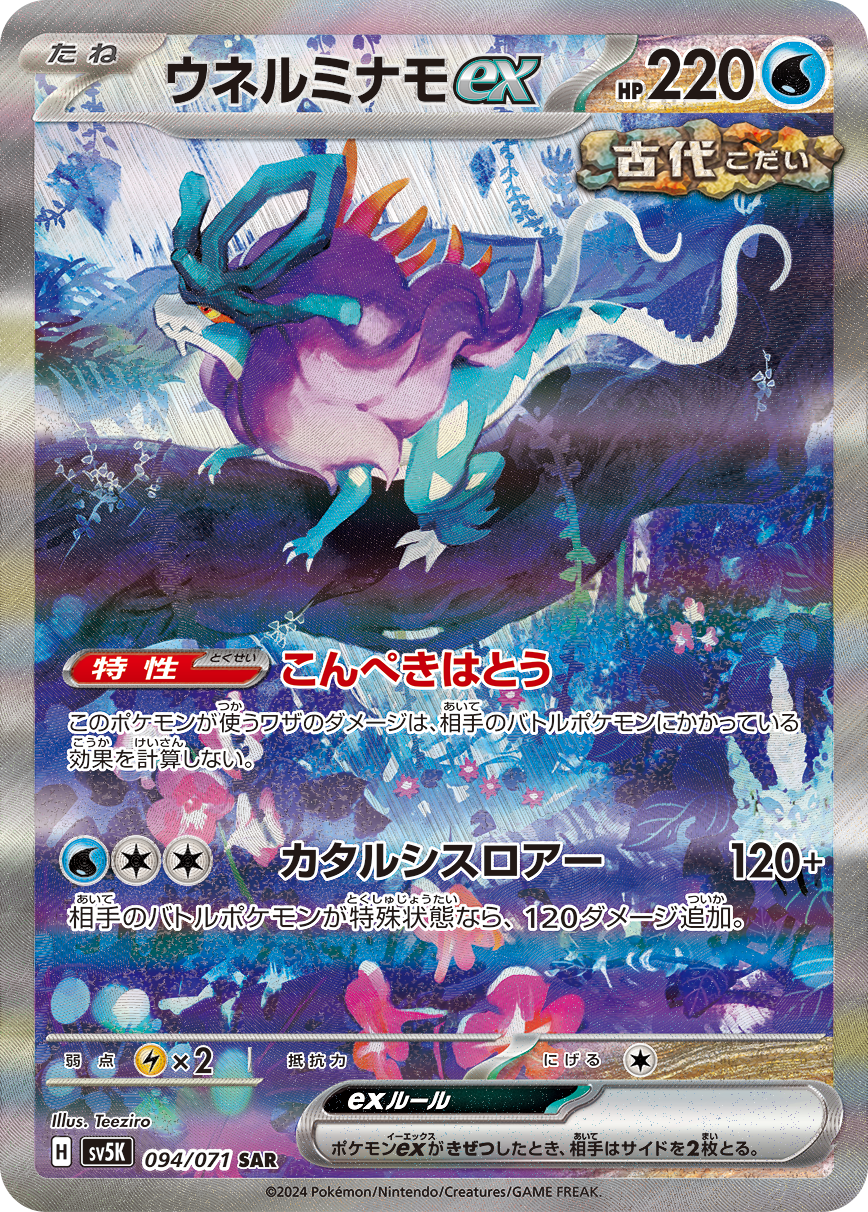 たね ウネルミナモex HP220
古代 こだい
特性 とくせい こんぺきはとう
このポケモンが使うワザのダメージは、相手のバトルポケモンにかかっている
効果を計算しない。
カタルシスロアー 120+
相手のバトルポケモンが特殊状態なら、120ダメージ追加。
弱点 ×2 抵抗力 にげる
exルール
ポケモンexがきぜつしたとき、相手はサイドを2枚とる。
Illus. Teeziro
H sv5K 094/071 SAR
©2024 Pokémon/Nintendo/Creatures/GAME FREAK.